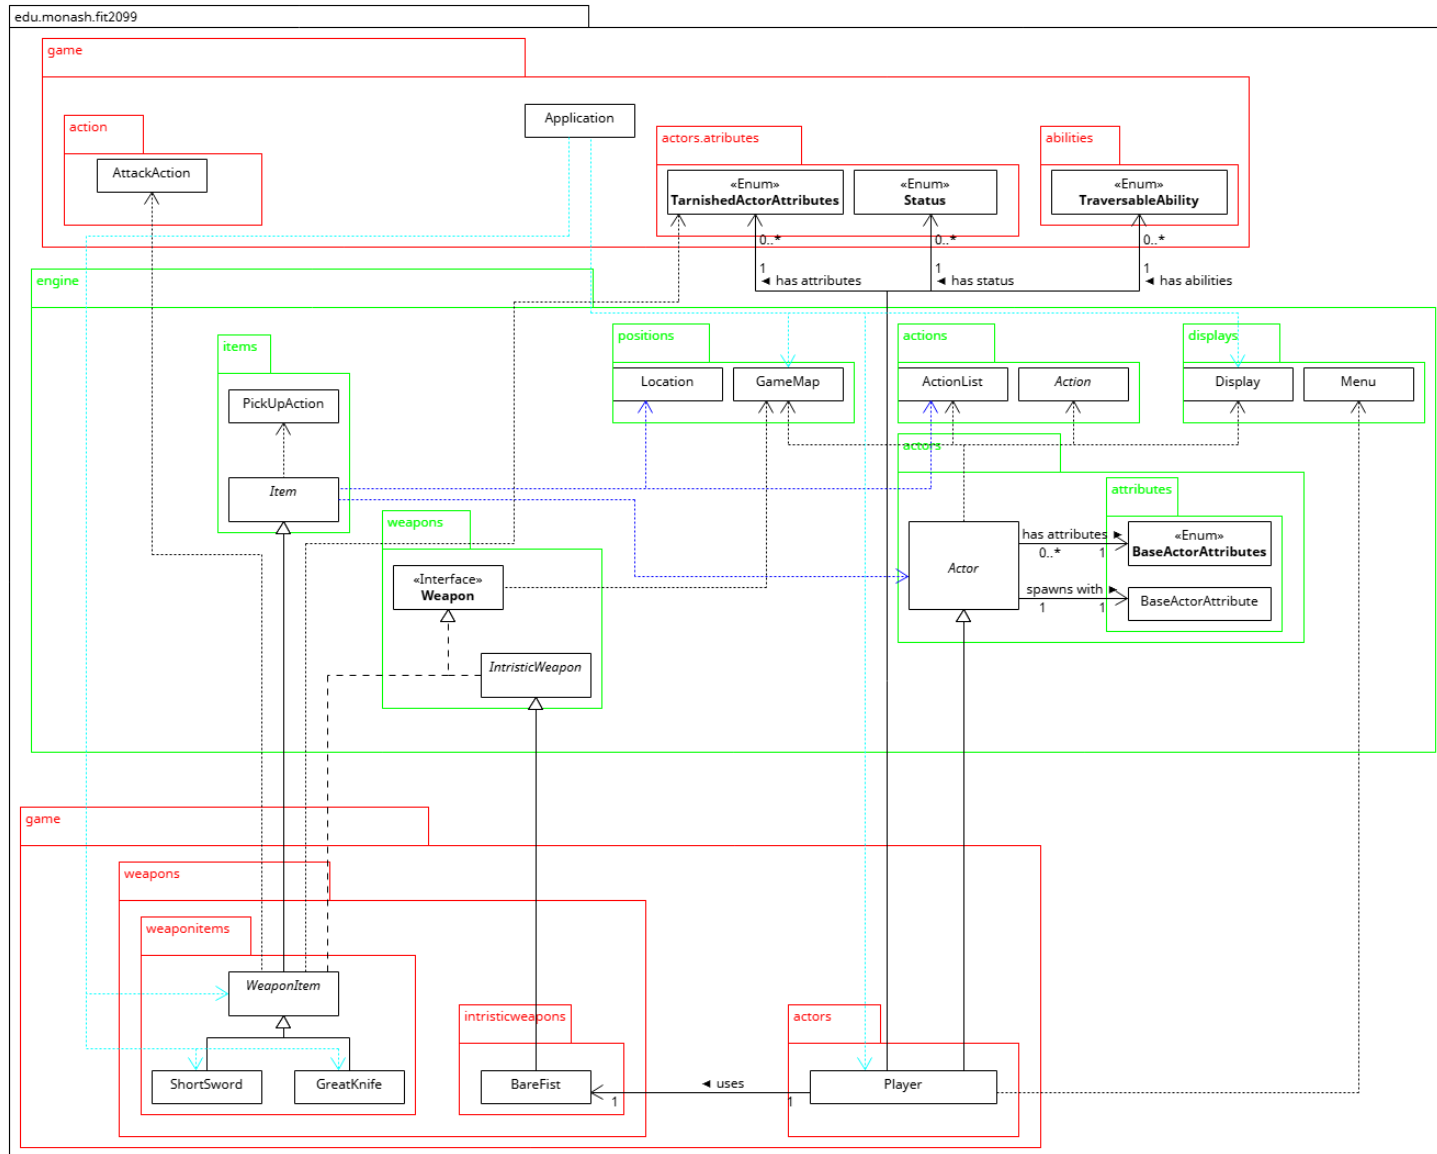 edu.monash.fit2099
game
action
AttackAction
Application
actors.atributes
«Enum»
TarnishedActorAttributes
«Enum»
Status
abilities
«Enum»
TraversableAbility
0..*
0..*
0..*
1
1
1
◄ has attributes
◄ has status
◄ has abilities
engine
items
PickUpAction
Item
positions
Location
GameMap
actions
ActionList
Action
displays
Display
Menu
weapons
«Interface»
Weapon
IntristicWeapon
actors
Actor
attributes
has attributes ►
0..*
1
«Enum»
BaseActorAttributes
spawns with ►
1
1
BaseActorAttribute
game
weapons
weaponitems
WeaponItem
ShortSword
GreatKnife
intristicweapons
BareFist
1
◄ uses
1
actors
Player